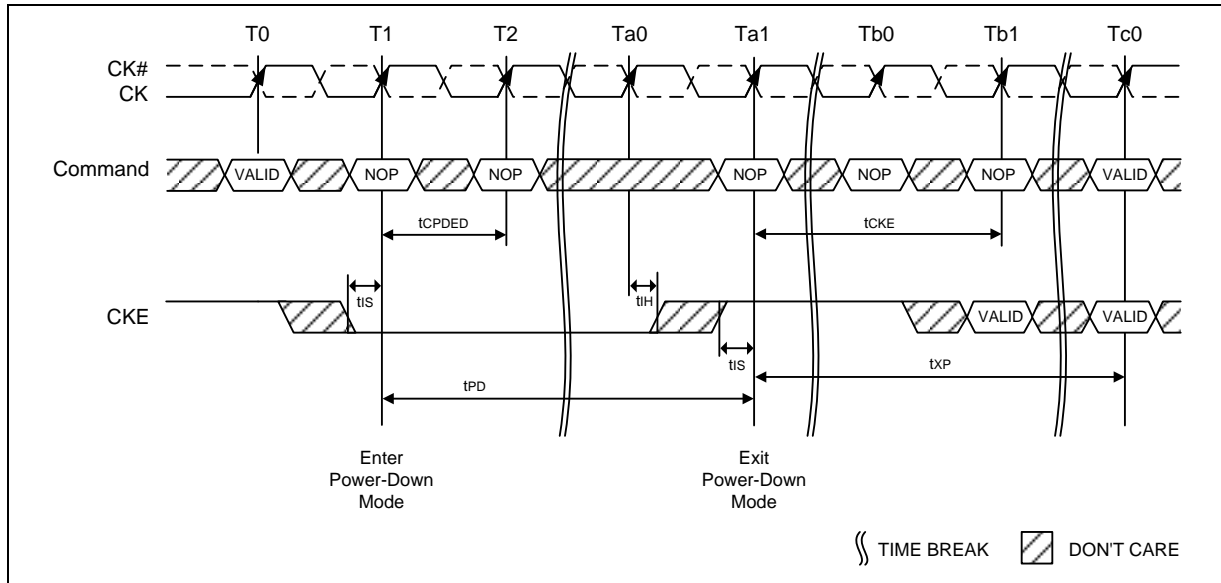 T0 T1 T2 Ta0 Ta1 Tb0 Tb1 Tc0
CK#
CK
Command VALID NOP NOP NOP NOP NOP VALID
tCPDED tCKE
tIS tIH
CKE VALID VALID
tIS
tPD tXP
Enter
Power-Down
Mode
Exit
Power-Down
Mode
TIME BREAK DON'T CARE